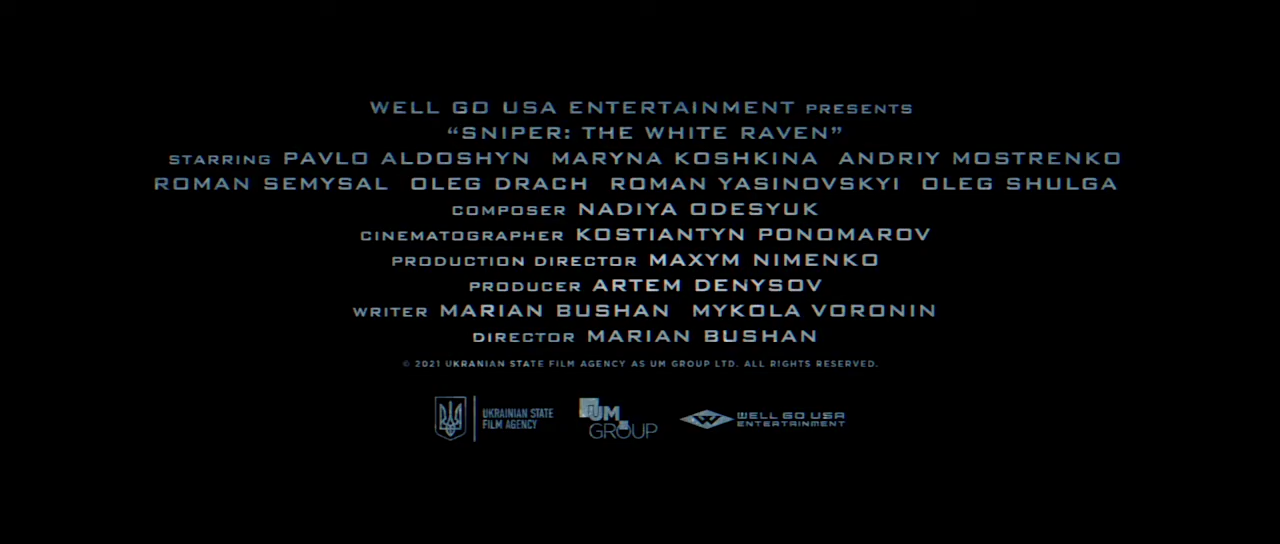 WELL GO USA ENTERTAINMENT PRESENTS
“SNIPER: THE WHITE RAVEN”
STARRING PAVLO ALDOSHYN MARYNA KOSHKINA ANDRIY MOSTRENKO
ROMAN SEMYSAL OLEG DRACH ROMAN YASINOVSKYI OLEG SHULGA
COMPOSER NADIYA ODESYUK
CINEMATOGRAPHER KOSTIANTYN PONOMAROV
PRODUCTION DIRECTOR MAXYM NIMENKO
PRODUCER ARTEM DENYSOV
WRITER MARIAN BUSHAN MYKOLA VORONIN
DIRECTOR MARIAN BUSHAN
© 2021 UKRANIAN STATE FILM AGENCY AS UM GROUP LTD. ALL RIGHTS RESERVED.
UKRAINIAN STATE
FILM AGENCY
UM
GROUP
WELL GO USA
ENTERTAINMENT